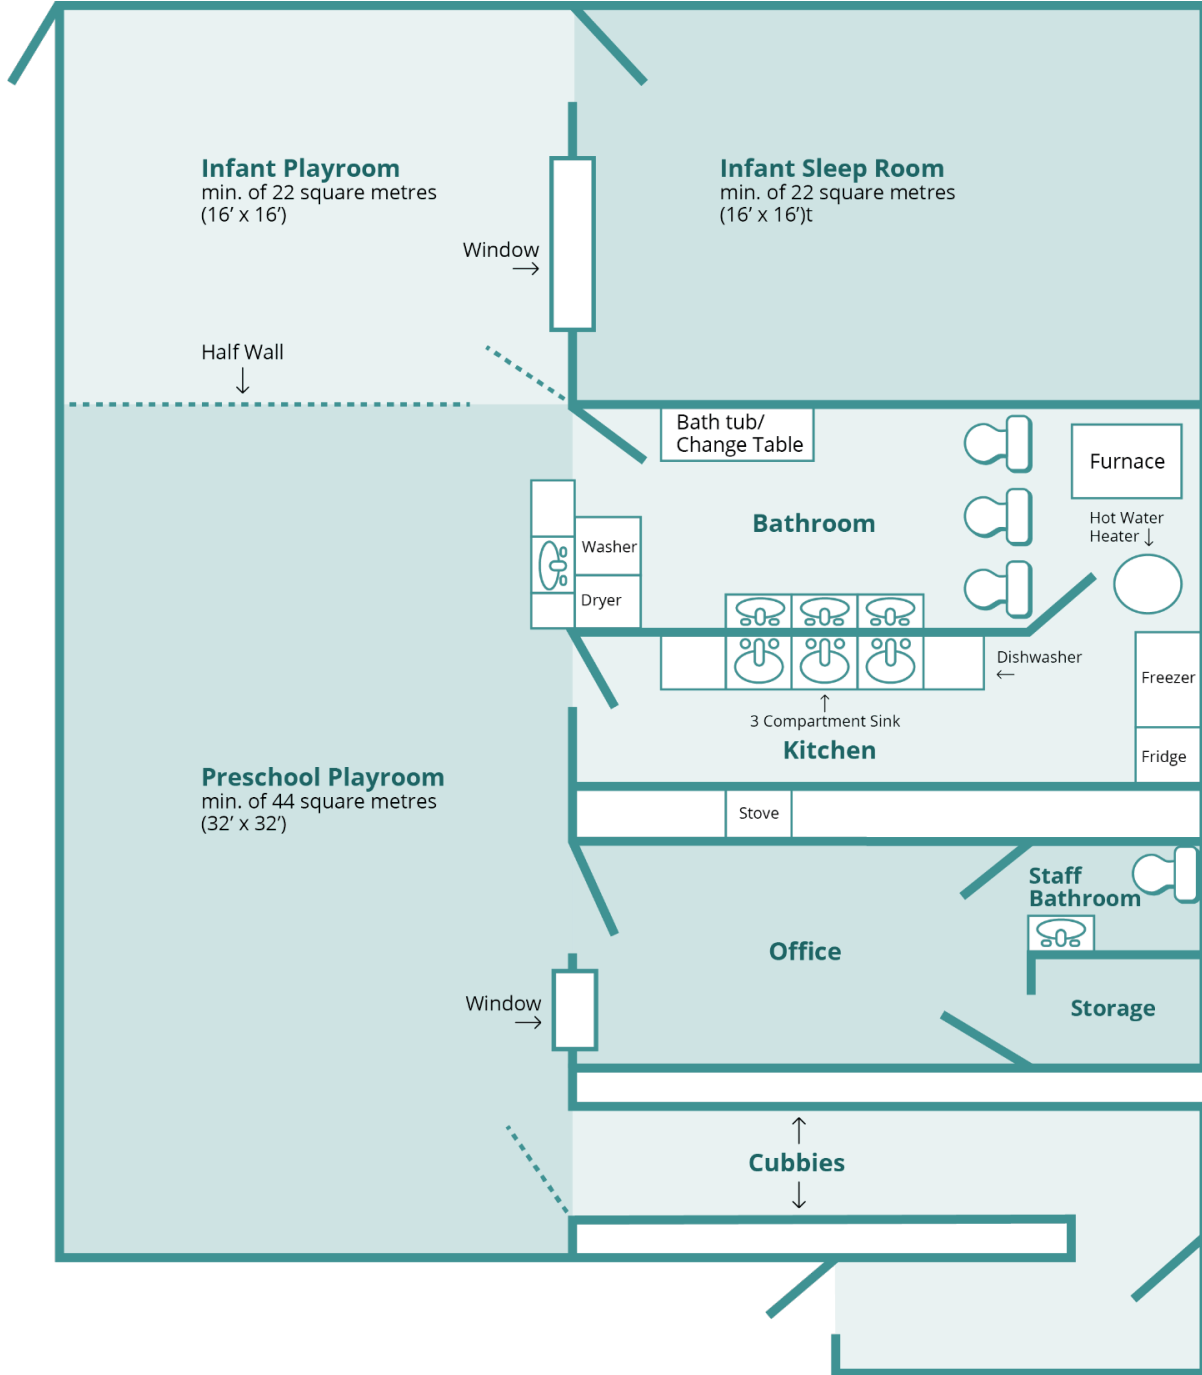 Infant Playroom
min. of 22 square metres
(16’ x 16’)
Infant Sleep Room
min. of 22 square metres
(16’ x 16’)t
Window
Half Wall
Bath tub/
Change Table
Furnace
Bathroom
Hot Water
Heater
Washer
Dryer
Dishwasher
Freezer
3 Compartment Sink
Kitchen
Fridge
Preschool Playroom
min. of 44 square metres
(32’ x 32’)
Stove
Staff
Bathroom
Office
Window
Storage
Cubbies